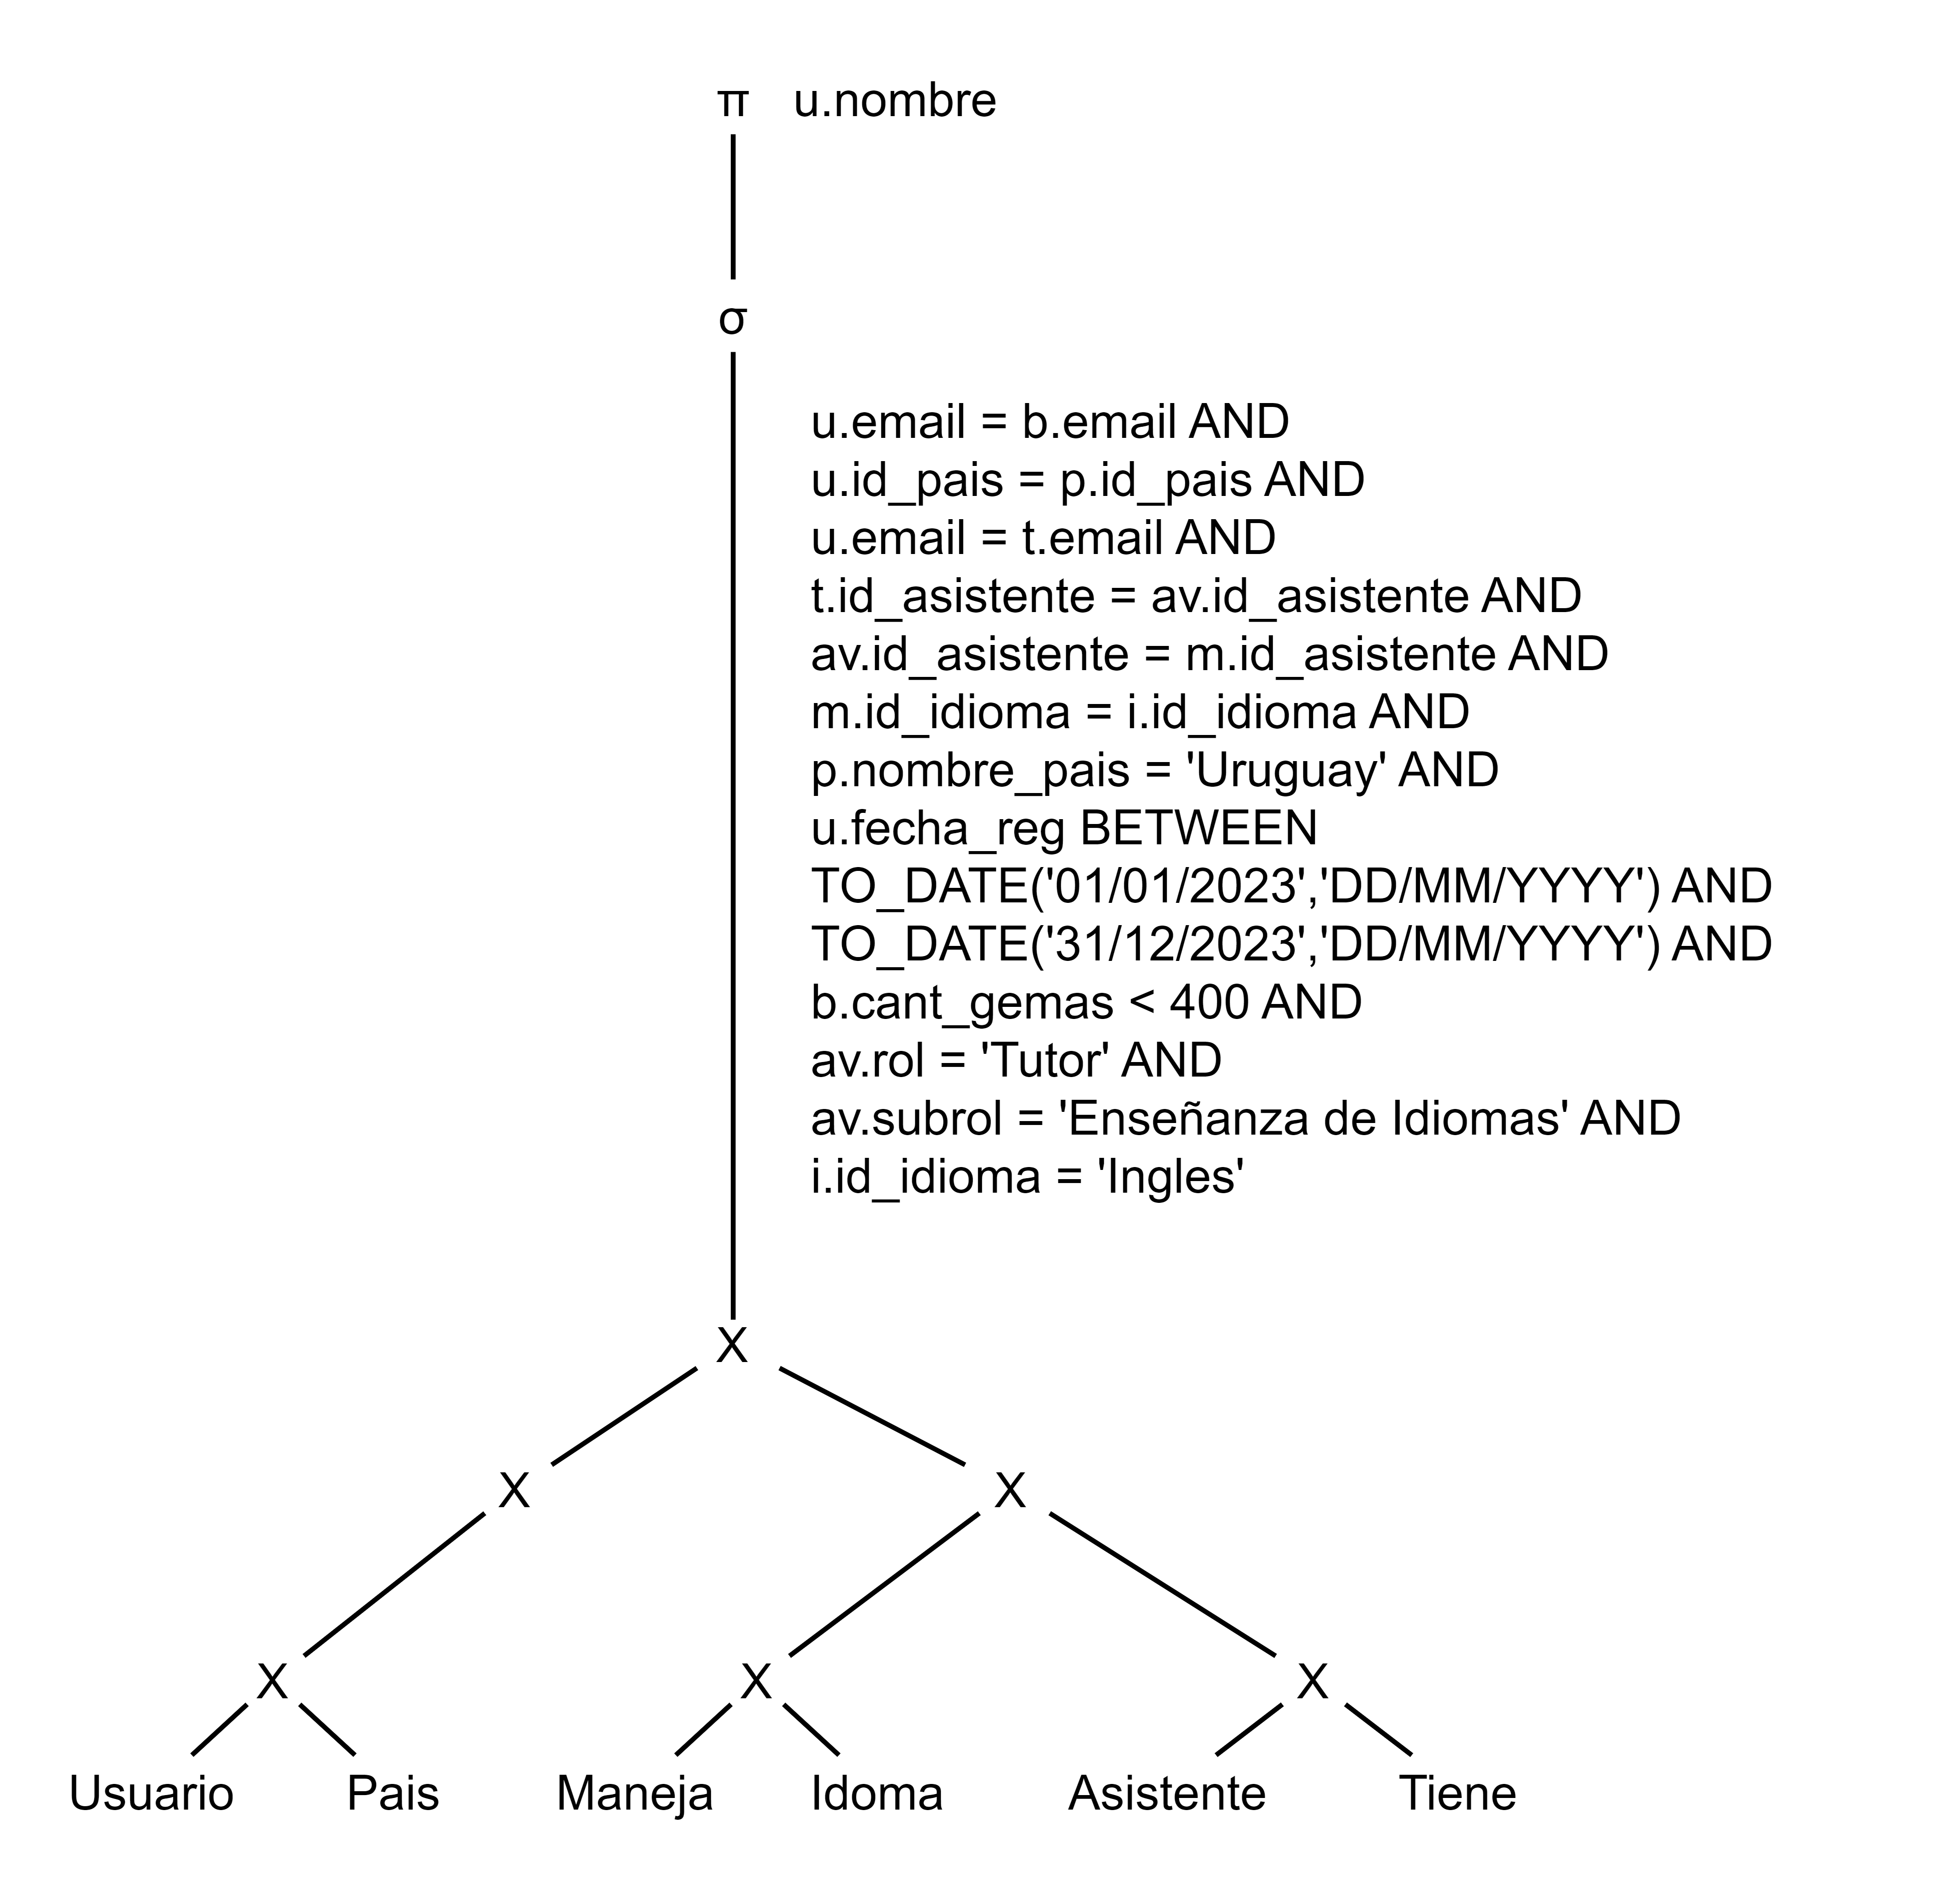 π u.nombre
σ
u.email = b.email AND
u.id_pais = p.id_pais AND
u.email = t.email AND
t.id_asistente = av.id_asistente AND
av.id_asistente = m.id_asistente AND
m.id_idioma = i.id_idioma AND
p.nombre_pais = 'Uruguay' AND
u.fecha_reg BETWEEN
TO_DATE('01/01/2023','DD/MM/YYYY') AND
TO_DATE('31/12/2023','DD/MM/YYYY') AND
b.cant_gemas < 400 AND
av.rol = 'Tutor' AND
av.subrol = 'Enseñanza de Idiomas' AND
i.id_idioma = 'Ingles'
X
X X
X X X
Usuario Pais Maneja Idoma Asistente Tiene